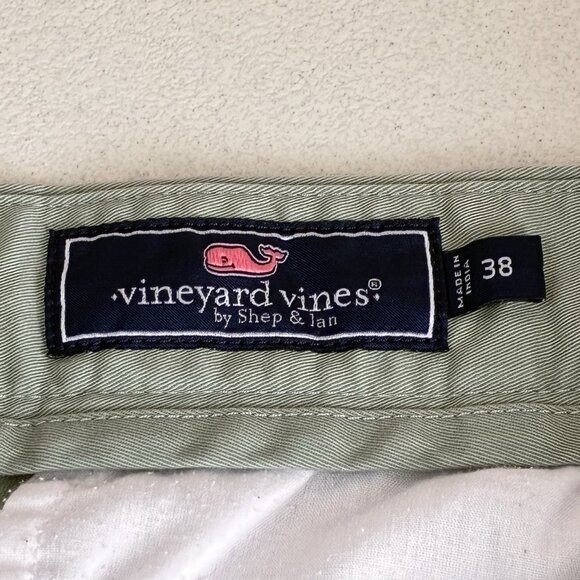 vineyard vines®
by Shep & Ian
MADE IN
INDIA
38